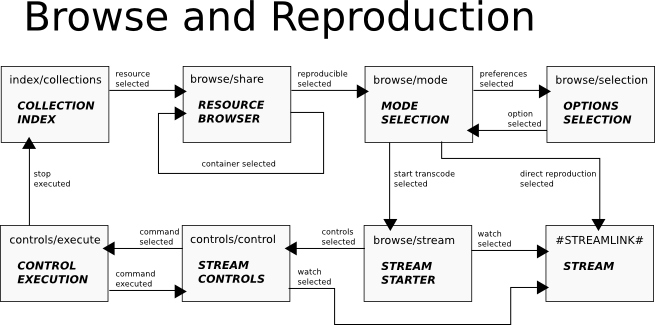 Browse and Reproduction
index/collections
COLLECTION
INDEX
resource
selected
browse/share
RESOURCE
BROWSER
container selected
reproducible
selected
browse/mode
MODE
SELECTION
preferences
selected
option
selected
browse/selection
OPTIONS
SELECTION
stop
executed
start transcode
selected
direct reproduction
selected
controls/execute
CONTROL
EXECUTION
command
selected
command
executed
controls/control
STREAM
CONTROLS
controls
selected
watch
selected
browse/stream
STREAM
STARTER
watch
selected
#STREAMLINK#
STREAM